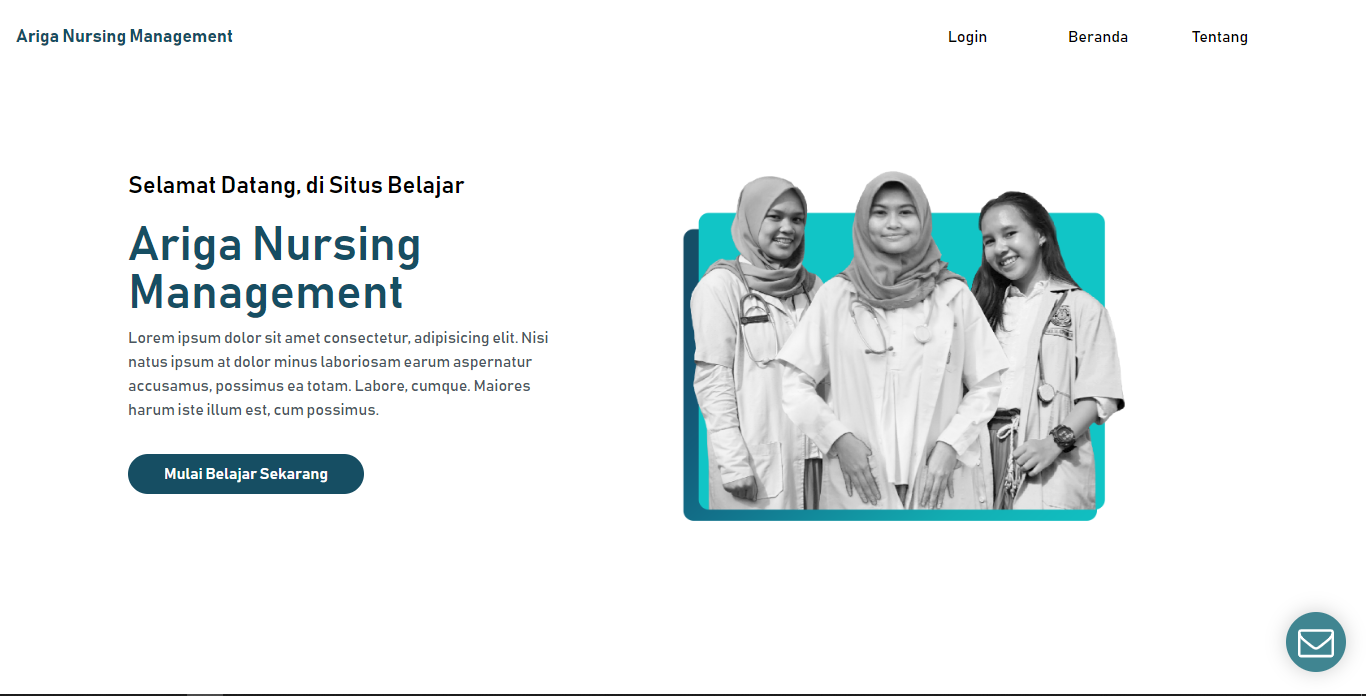 Ariga Nursing Management
Login
Beranda
Tentang
Selamat Datang, di Situs Belajar
Ariga Nursing
Management
Lorem ipsum dolor sit amet consectetur, adipisicing elit. Nisi
natus ipsum at dolor minus laboriosam earum aspernatur
accusamus, possimus ea totam. Labore, cumque. Maiores
harum iste illum est, cum possimus.
Mulai Belajar Sekarang